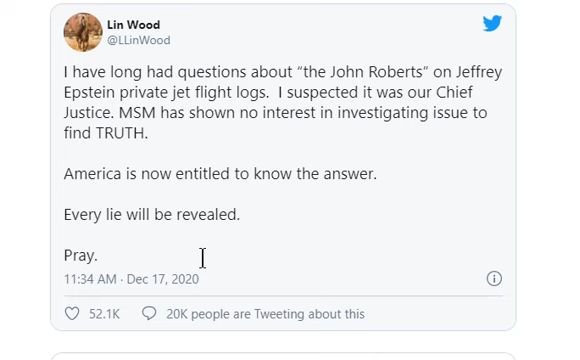 Lin Wood
@LLinWood
I have long had questions about “the John Roberts” on Jeffrey
Epstein private jet flight logs.  I suspected it was our Chief
Justice. MSM has shown no interest in investigating issue to
find TRUTH.
America is now entitled to know the answer.
Every lie will be revealed.
Pray.
11:34 AM · Dec 17, 2020
52.1K 20K people are Tweeting about this